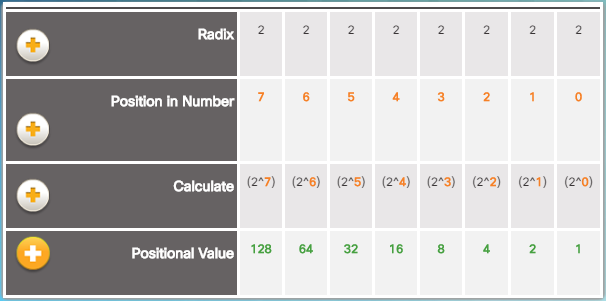 Radix 2 2 2 2 2 2 2 2
Position in Number 7 6 5 4 3 2 1 0
Calculate (2^7) (2^6) (2^5) (2^4) (2^3) (2^2) (2^1) (2^0)
Positional Value 128 64 32 16 8 4 2 1